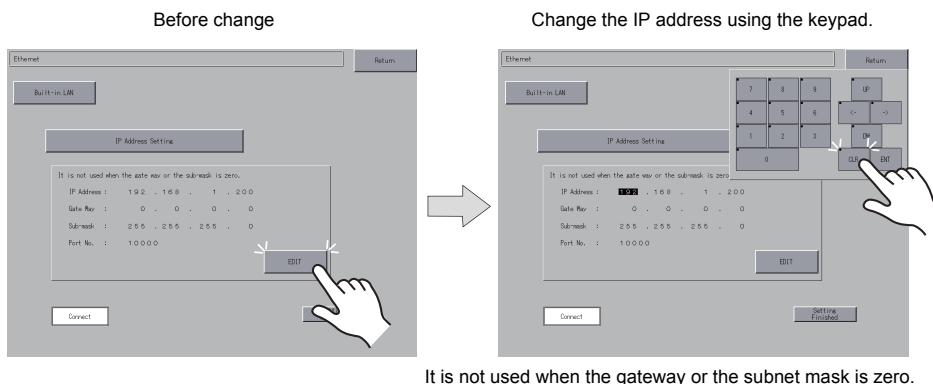 Before change
Change the IP address using the keypad.
Ethernet
Return
Built-in LAN
IP Address Setting
It is not used when the gate way or the sub-mask is zero.
IP Address : 192 . 168 . 1 . 200
Gate Way : 0 . 0 . 0 . 0
Sub-mask : 255 . 255 . 255 . 0
Port No. : 10000
EDIT
Connect
Ethernet
Return
Built-in LAN
7 8 9 UP
4 5 6 <- ->
1 2 3 DW
0 CLR ENT
IP Address Setting
It is not used when the gate way or the sub-mask is zero
IP Address : 192 . 168 . 1 . 200
Gate Way : 0 . 0 . 0 . 0
Sub-mask : 255 . 255 . 255 . 0
Port No. : 10000
EDIT
Connect
Setting
Finished
It is not used when the gateway or the subnet mask is zero.